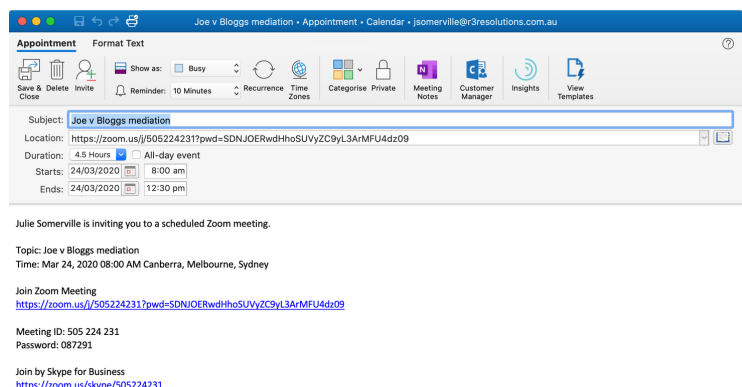 Joe v Bloggs mediation • Appointment • Calendar • jsomerville@r3resolutions.com.au
Appointment Format Text
?
Save & Close Delete Invite Show as: Busy Reminder: 10 Minutes Recurrence Time Zones Categorise Private Meeting Notes Customer Manager Insights View Templates
Subject: Joe v Bloggs mediation
Location: https://zoom.us/j/505224231?pwd=SDNJOERwdHhoSUVyZC9yL3ArMFU4dz09
Duration: 4.5 Hours All-day event
Starts: 24/03/2020 8:00 am
Ends: 24/03/2020 12:30 pm
Julie Somerville is inviting you to a scheduled Zoom meeting.
Topic: Joe v Bloggs mediation
Time: Mar 24, 2020 08:00 AM Canberra, Melbourne, Sydney
Join Zoom Meeting
https://zoom.us/j/505224231?pwd=SDNJOERwdHhoSUVyZC9yL3ArMFU4dz09
Meeting ID: 505 224 231
Password: 087291
Join by Skype for Business
https://zoom.us/skype/505224231